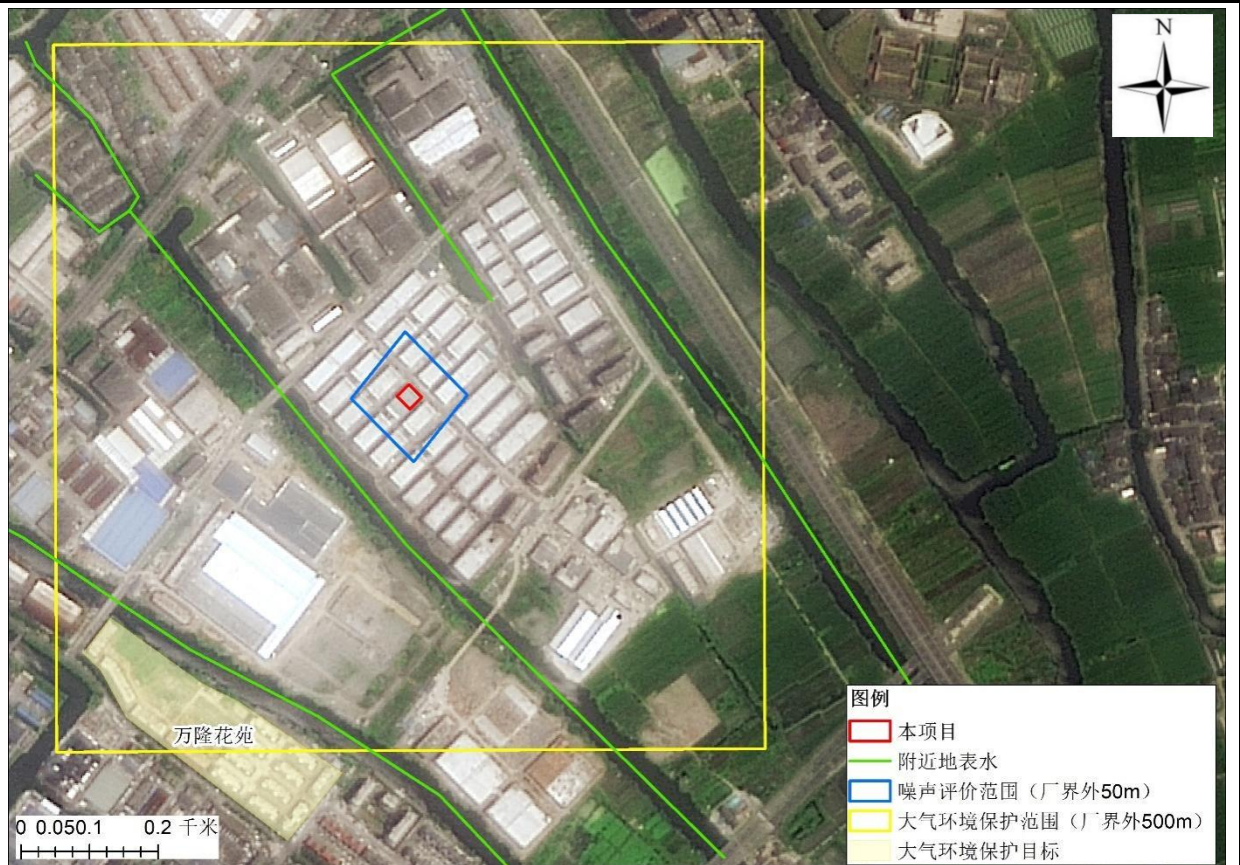 N
万隆花苑
图例
本项目
附近地表水
噪声评价范围（厂界外50m）
大气环境保护范围（厂界外500m）
大气环境保护目标
0 0.050.1 0.2 千米